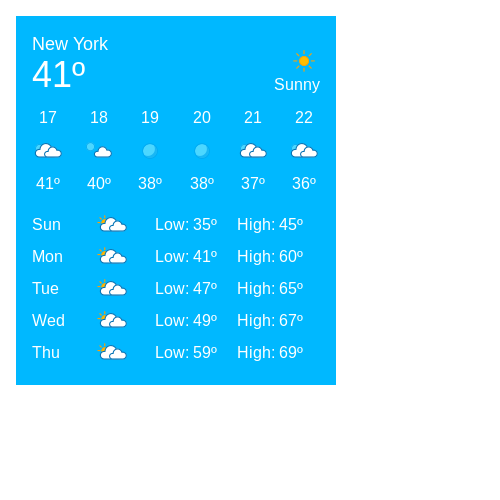 New York
41º
Sunny
17 18 19 20 21 22
41º 40º 38º 38º 37º 36º
Sun Low: 35º High: 45º
Mon Low: 41º High: 60º
Tue Low: 47º High: 65º
Wed Low: 49º High: 67º
Thu Low: 59º High: 69º